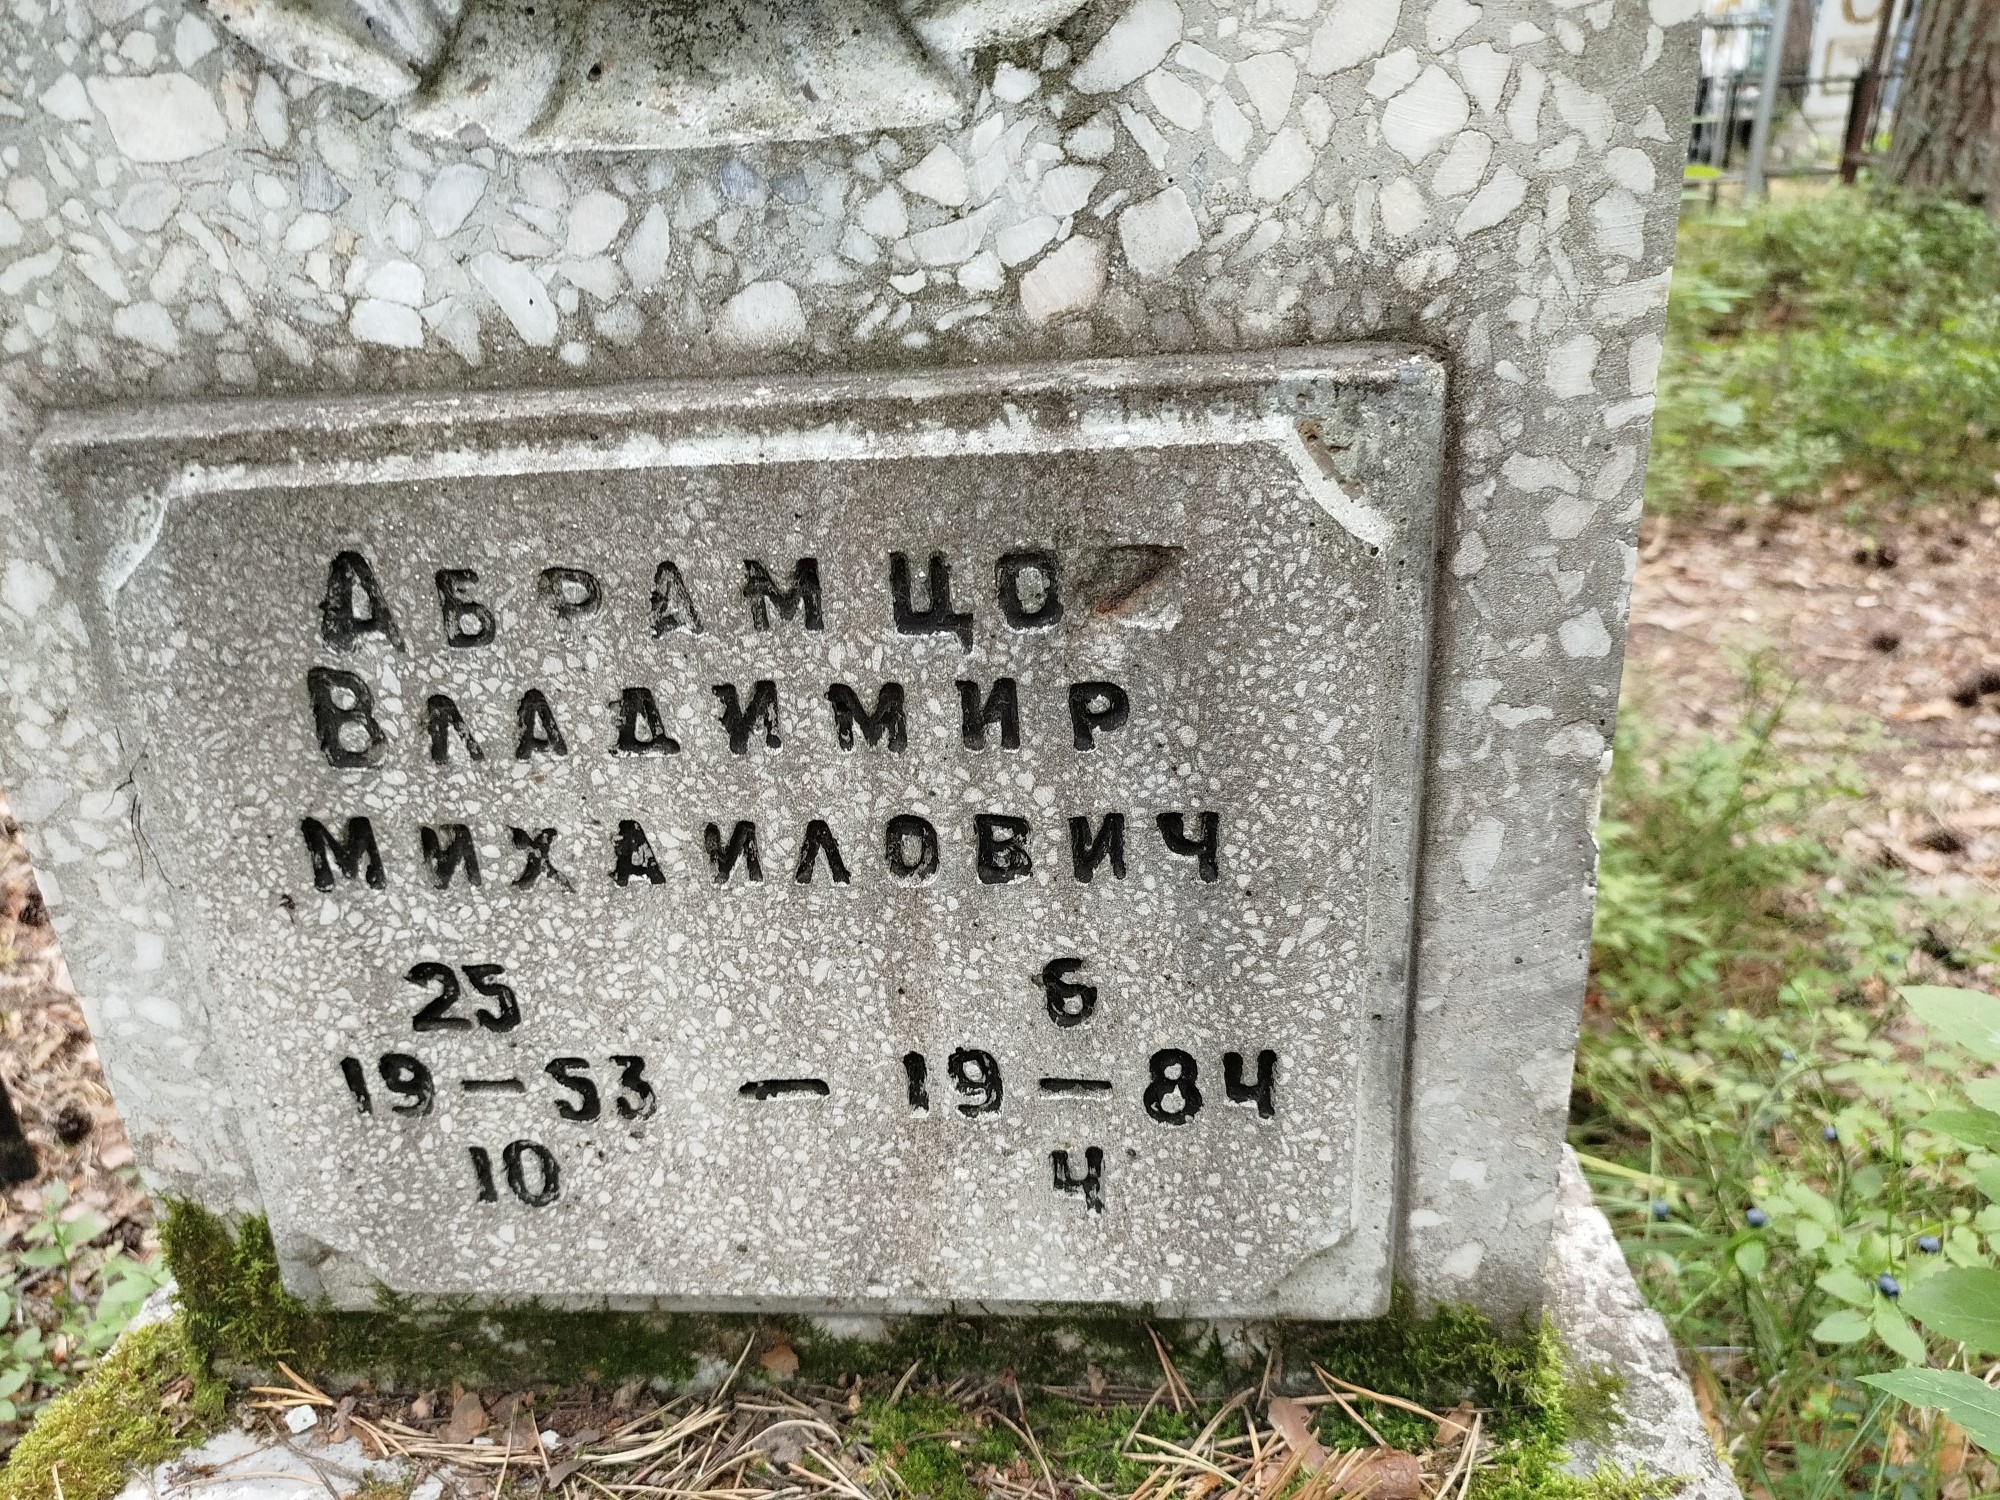 АБРАМЦО
ВЛАДИМИР
МИХАИЛОВИЧ
25 6
19—53 — 19—84
10 4